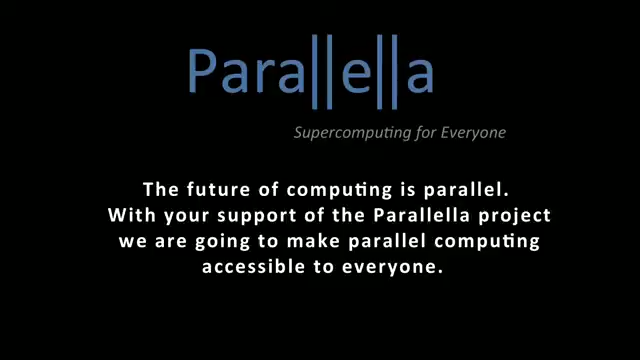 Parallella
Supercomputing for Everyone
The future of computing is parallel.
With your support of the Parallella project
we are going to make parallel computing
accessible to everyone.